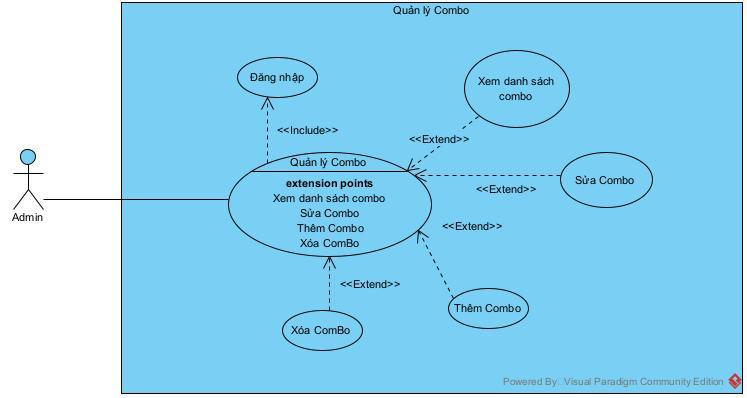 Quản lý Combo
Đăng nhập
Xem danh sách
combo
<<Include>>
<<Extend>>
Quản lý Combo
extension points
Xem danh sách combo
Sửa Combo
Thêm Combo
Xóa ComBo
Sửa Combo
<<Extend>>
Admin
<<Extend>>
<<Extend>>
Thêm Combo
Xóa ComBo
Powered By: Visual Paradigm Community Edition